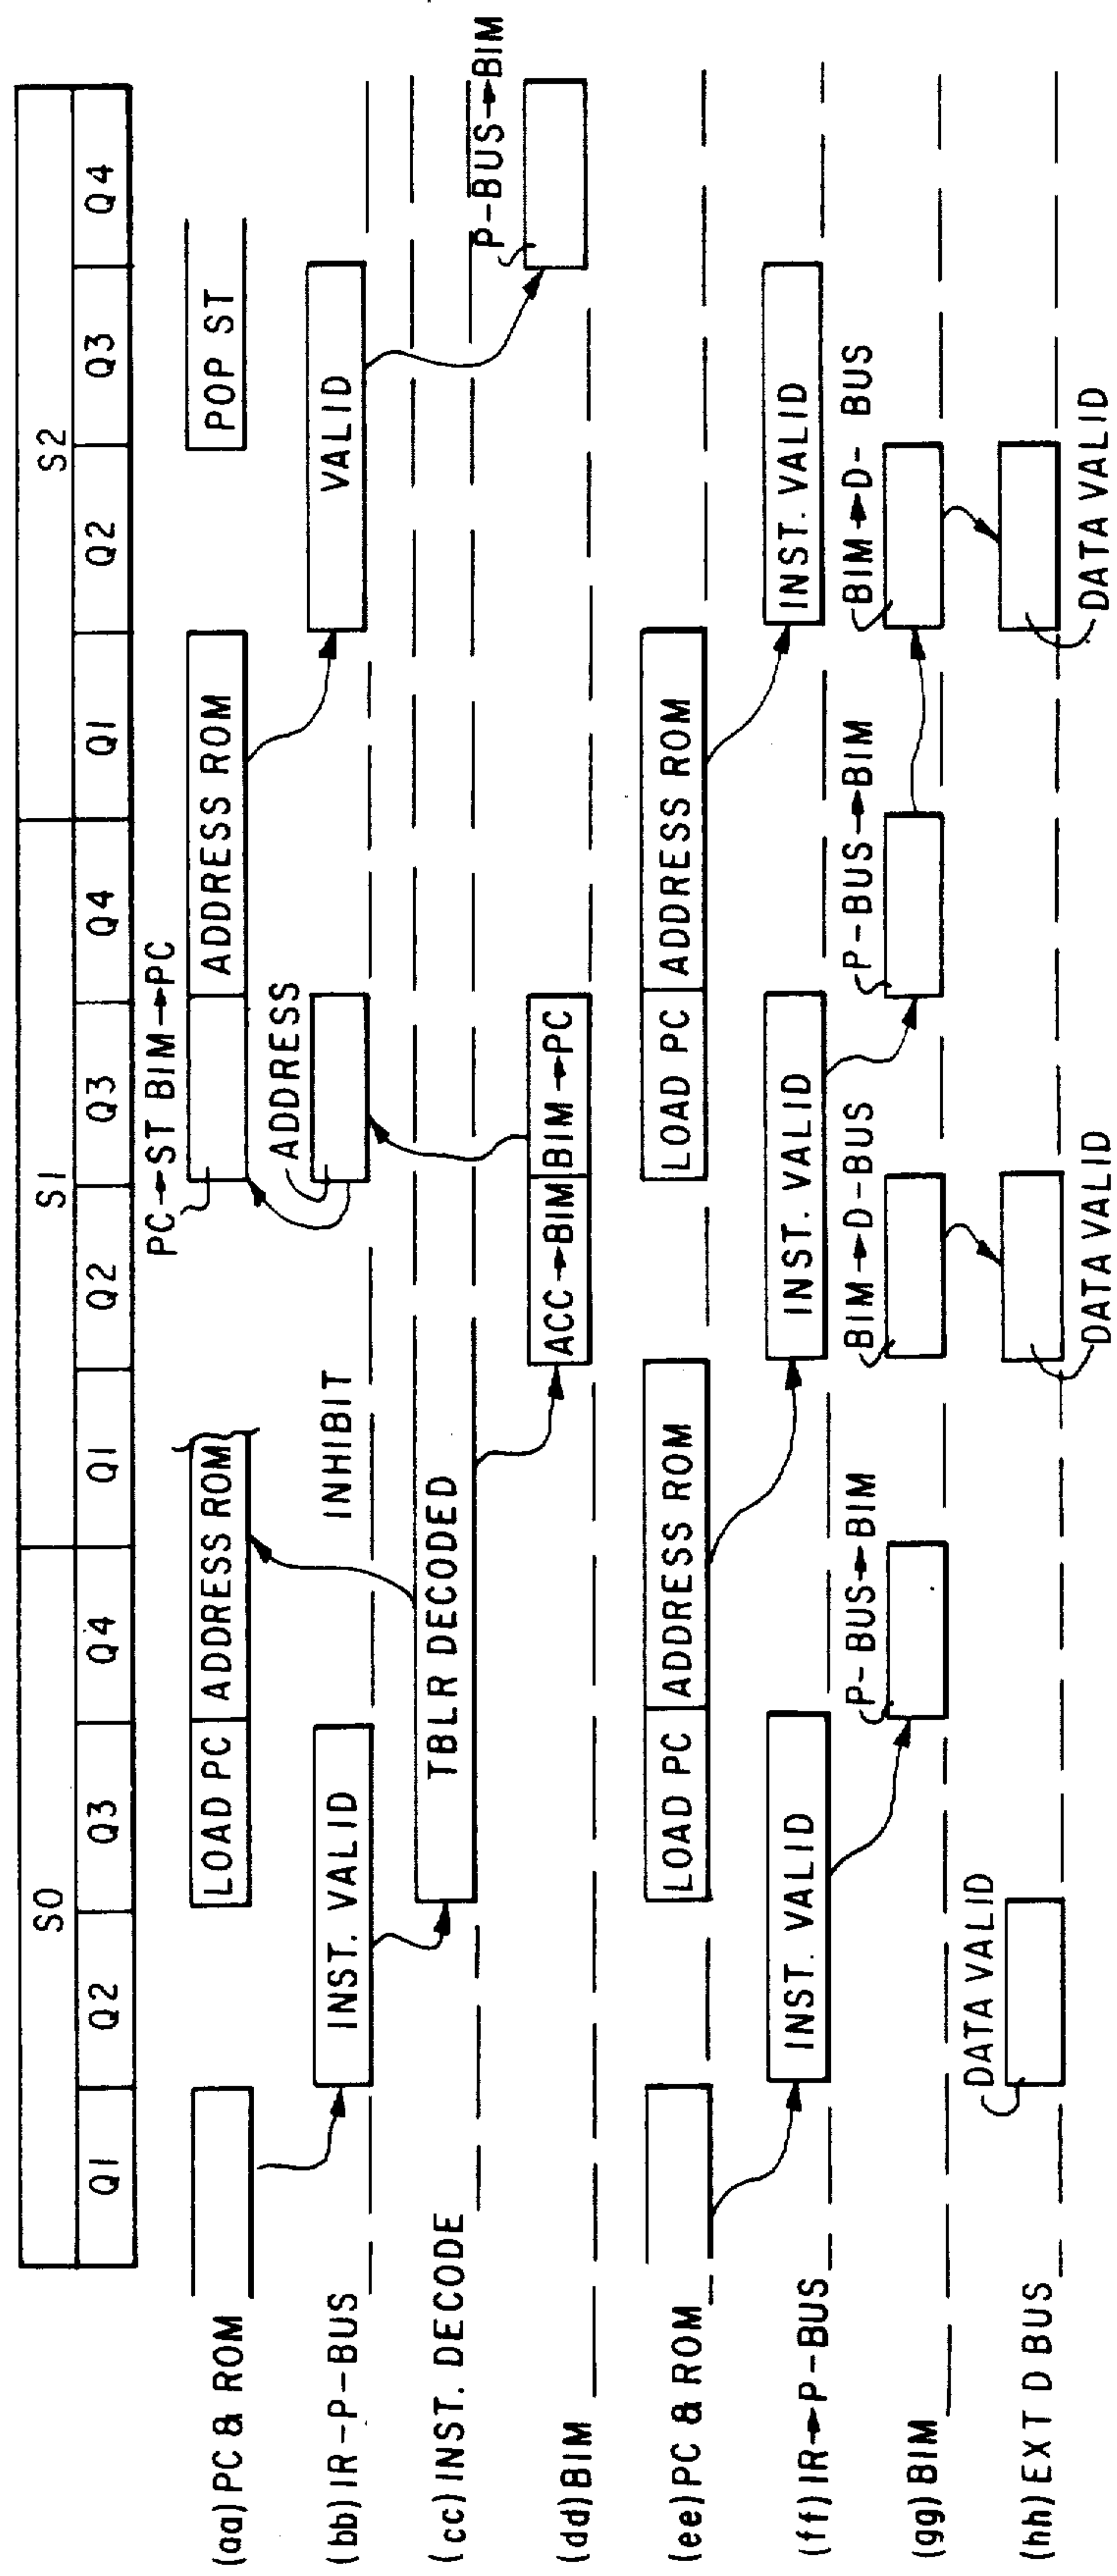 S0 S1 S2
Q1 Q2 Q3 Q4 Q1 Q2 Q3 Q4 Q1 Q2 Q3 Q4
PC→ST BIM→PC
(aa) PC & ROM LOAD PC ADDRESS ROM ADDRESS ROM POP ST
ADDRESS
(bb) IR-P-BUS INST. VALID INHIBIT VALID
(cc) INST. DECODE TBLR DECODED
P-BUS→BIM
(dd) BIM ACC→BIM BIM→PC
(ee) PC & ROM LOAD PC ADDRESS ROM LOAD PC ADDRESS ROM
(ff) IR→P-BUS INST. VALID INST. VALID INST. VALID
P-BUS→BIM BIM→D-BUS P-BUS→BIM BIM→D- BUS
(gg) BIM
DATA VALID
(hh) EXT D BUS
DATA VALID DATA VALID